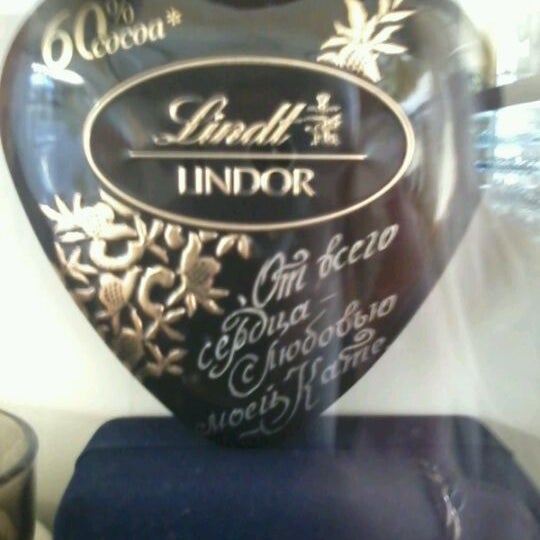 60%
cocoa*
Lindt
LINDOR
От всего
сердца –
с Любовью
моей Кате